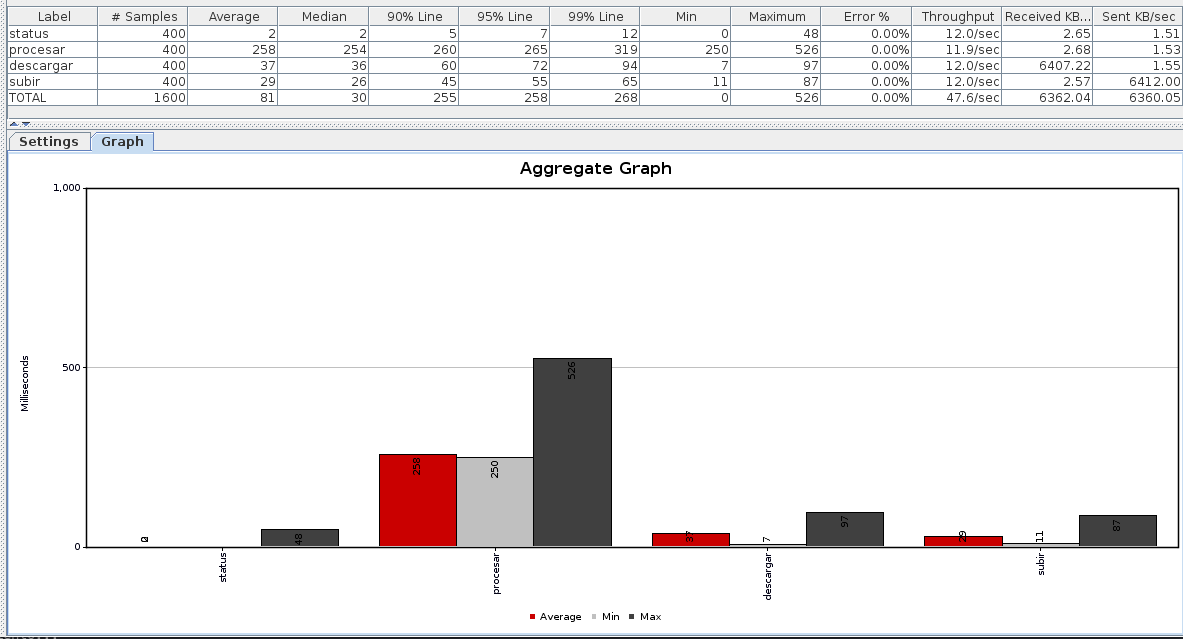 Label # Samples Average Median 90% Line 95% Line 99% Line Min Maximum Error % Throughput Received KB... Sent KB/sec
status 400 2 2 5 7 12 0 48 0.00% 12.0/sec 2.65 1.51
procesar 400 258 254 260 265 319 250 526 0.00% 11.9/sec 2.68 1.53
descargar 400 37 36 60 72 94 7 97 0.00% 12.0/sec 6407.22 1.55
subir 400 29 26 45 55 65 11 87 0.00% 12.0/sec 2.57 6412.00
TOTAL 1600 81 30 255 258 268 0 526 0.00% 47.6/sec 6362.04 6360.05
Settings Graph
Aggregate Graph
1,000
500
0
Milliseconds
48
258 250 526
37 7 97
29 11 87
status procesar descargar subir
Average Min Max